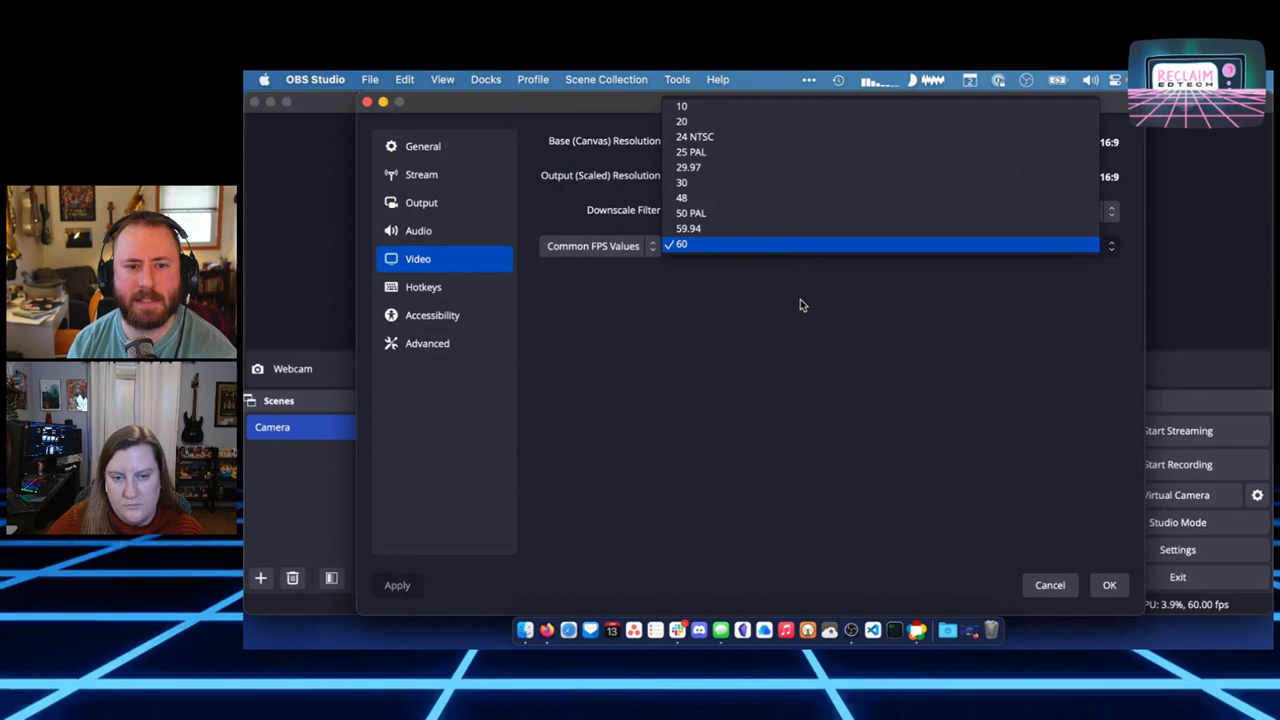 RECLAIM
EDTECH
OBS Studio File Edit View Docks Profile Scene Collection Tools Help
General
Stream
Output
Audio
Video
Hotkeys
Accessibility
Advanced
Base (Canvas) Resolution
16:9
Output (Scaled) Resolution
16:9
Downscale Filter
Common FPS Values
10
20
24 NTSC
25 PAL
29.97
30
48
50 PAL
59.94
✓ 60
Webcam
Scenes
Camera
Start Streaming
Start Recording
Virtual Camera
Studio Mode
Settings
Exit
PU: 3.9%, 60.00 fps
Apply
Cancel
OK
13